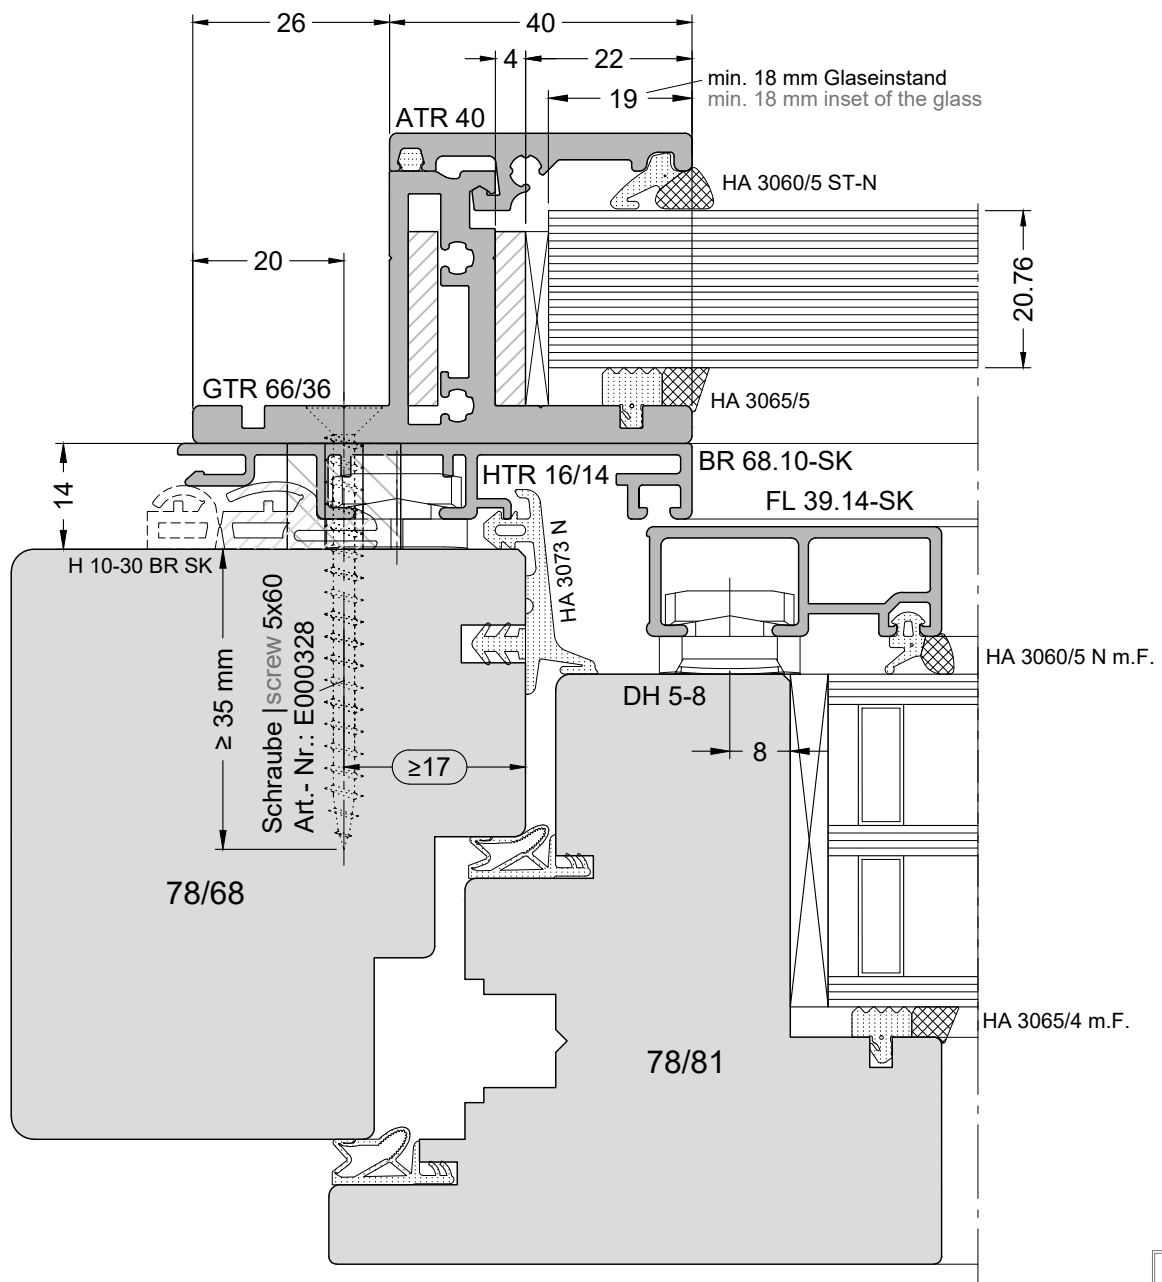 26
40
4
22
min. 18 mm Glaseinstand
19
min. 18 mm inset of the glass
ATR 40
HA 3060/5 ST-N
20
20.76
GTR 66/36
HA 3065/5
14
HTR 16/14
BR 68.10-SK
FL 39.14-SK
H 10-30 BR SK
HA 3073 N
≥ 35 mm
Schraube | screw 5x60
Art.- Nr.: E000328
HA 3060/5 N m.F.
DH 5-8
8
≥17
78/68
HA 3065/4 m.F.
78/81